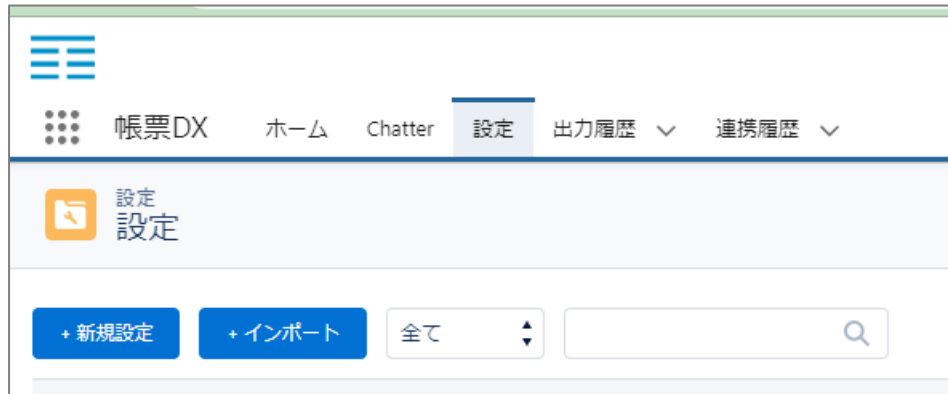 帳票DX ホーム Chatter 設定 出力履歴 連携履歴
設定
設定
+ 新規設定 + インポート 全て